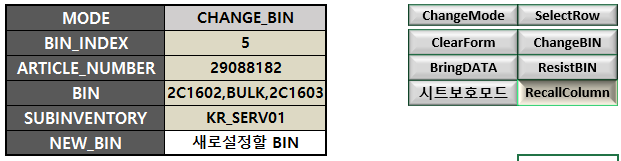 MODE CHANGE_BIN
BIN_INDEX 5
ARTICLE_NUMBER 29088182
BIN 2C1602,BULK,2C1603
SUBINVENTORY KR_SERV01
NEW_BIN 새로설정할 BIN
ChangeMode SelectRow
ClearForm ChangeBIN
BringDATA ResistBIN
시트보호모드 RecallColumn